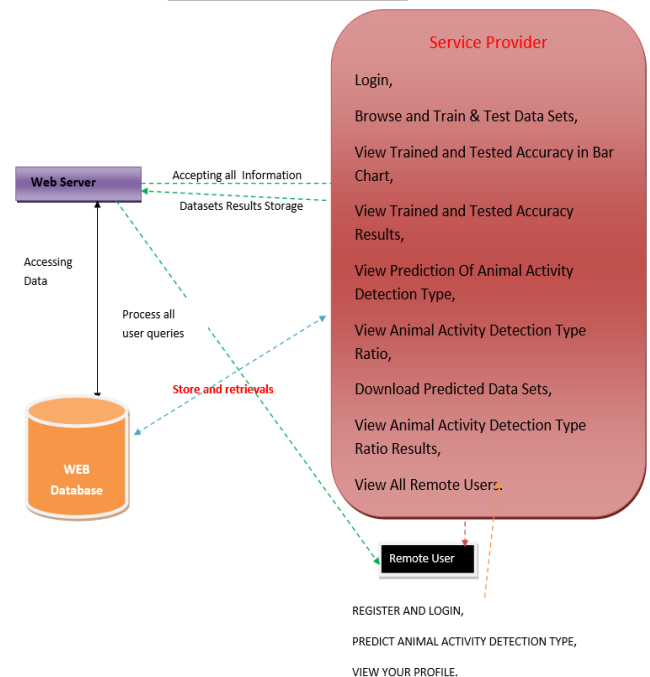 Service Provider
Login,
Browse and Train & Test Data Sets,
View Trained and Tested Accuracy in Bar
Chart,
View Trained and Tested Accuracy
Results,
View Prediction Of Animal Activity
Detection Type,
View Animal Activity Detection Type
Ratio,
Download Predicted Data Sets,
View Animal Activity Detection Type
Ratio Results,
View All Remote Users.
Web Server
Accepting all Information
Datasets Results Storage
Accessing
Data
Process all
user queries
Store and retrievals
WEB
Database
Remote User
REGISTER AND LOGIN,
PREDICT ANIMAL ACTIVITY DETECTION TYPE,
VIEW YOUR PROFILE.